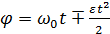 φ = ω₀t ∓ εt²/2